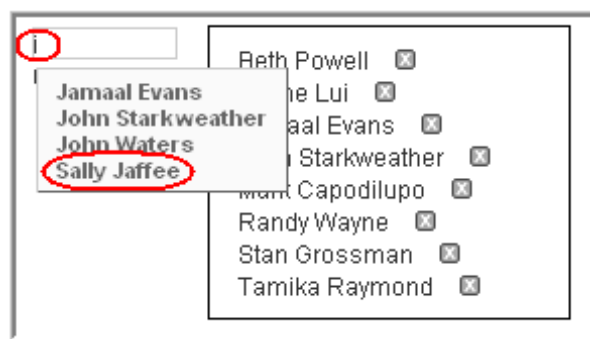 j
Jamaal Evans
John Starkweather
John Waters
Sally Jaffee
Beth Powell
Lui
Evans
Starkweather
Capodilupo
Randy Wayne
Stan Grossman
Tamika Raymond